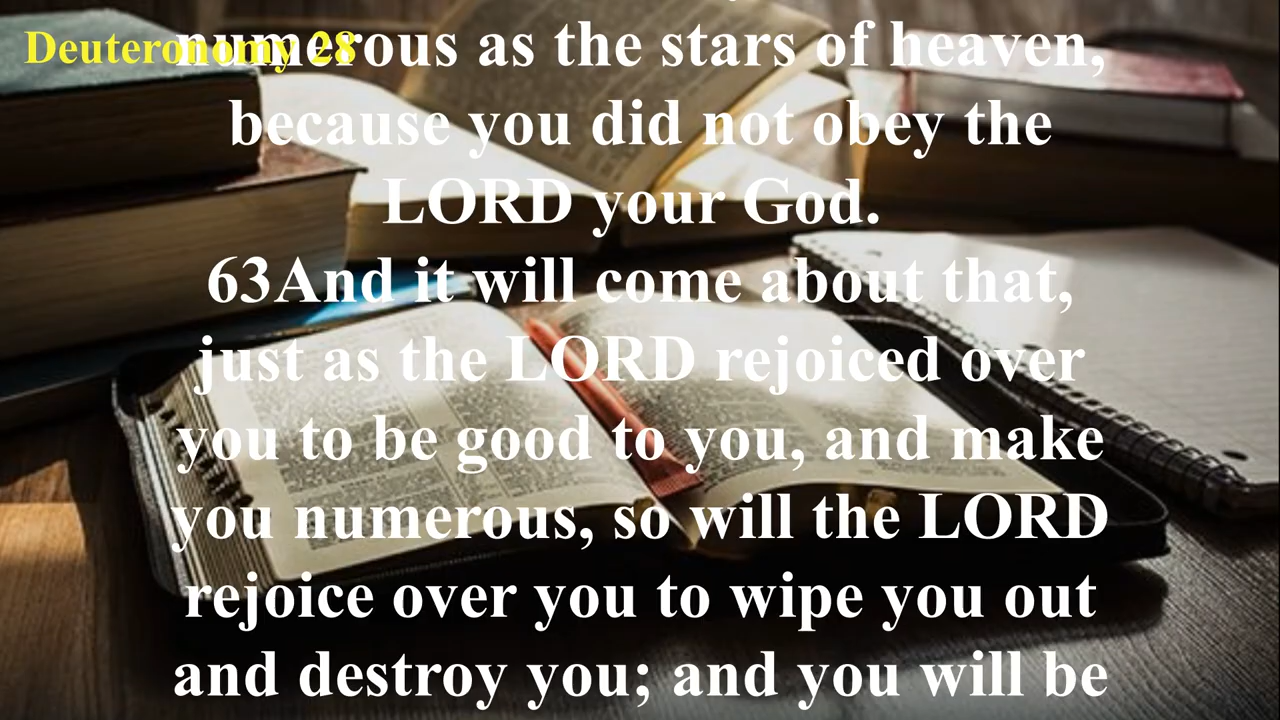 Deuteronomy 28
numerous as the stars of heaven,
because you did not obey the
LORD your God.
63And it will come about that,
just as the LORD rejoiced over
you to be good to you, and make
you numerous, so will the LORD
rejoice over you to wipe you out
and destroy you; and you will be